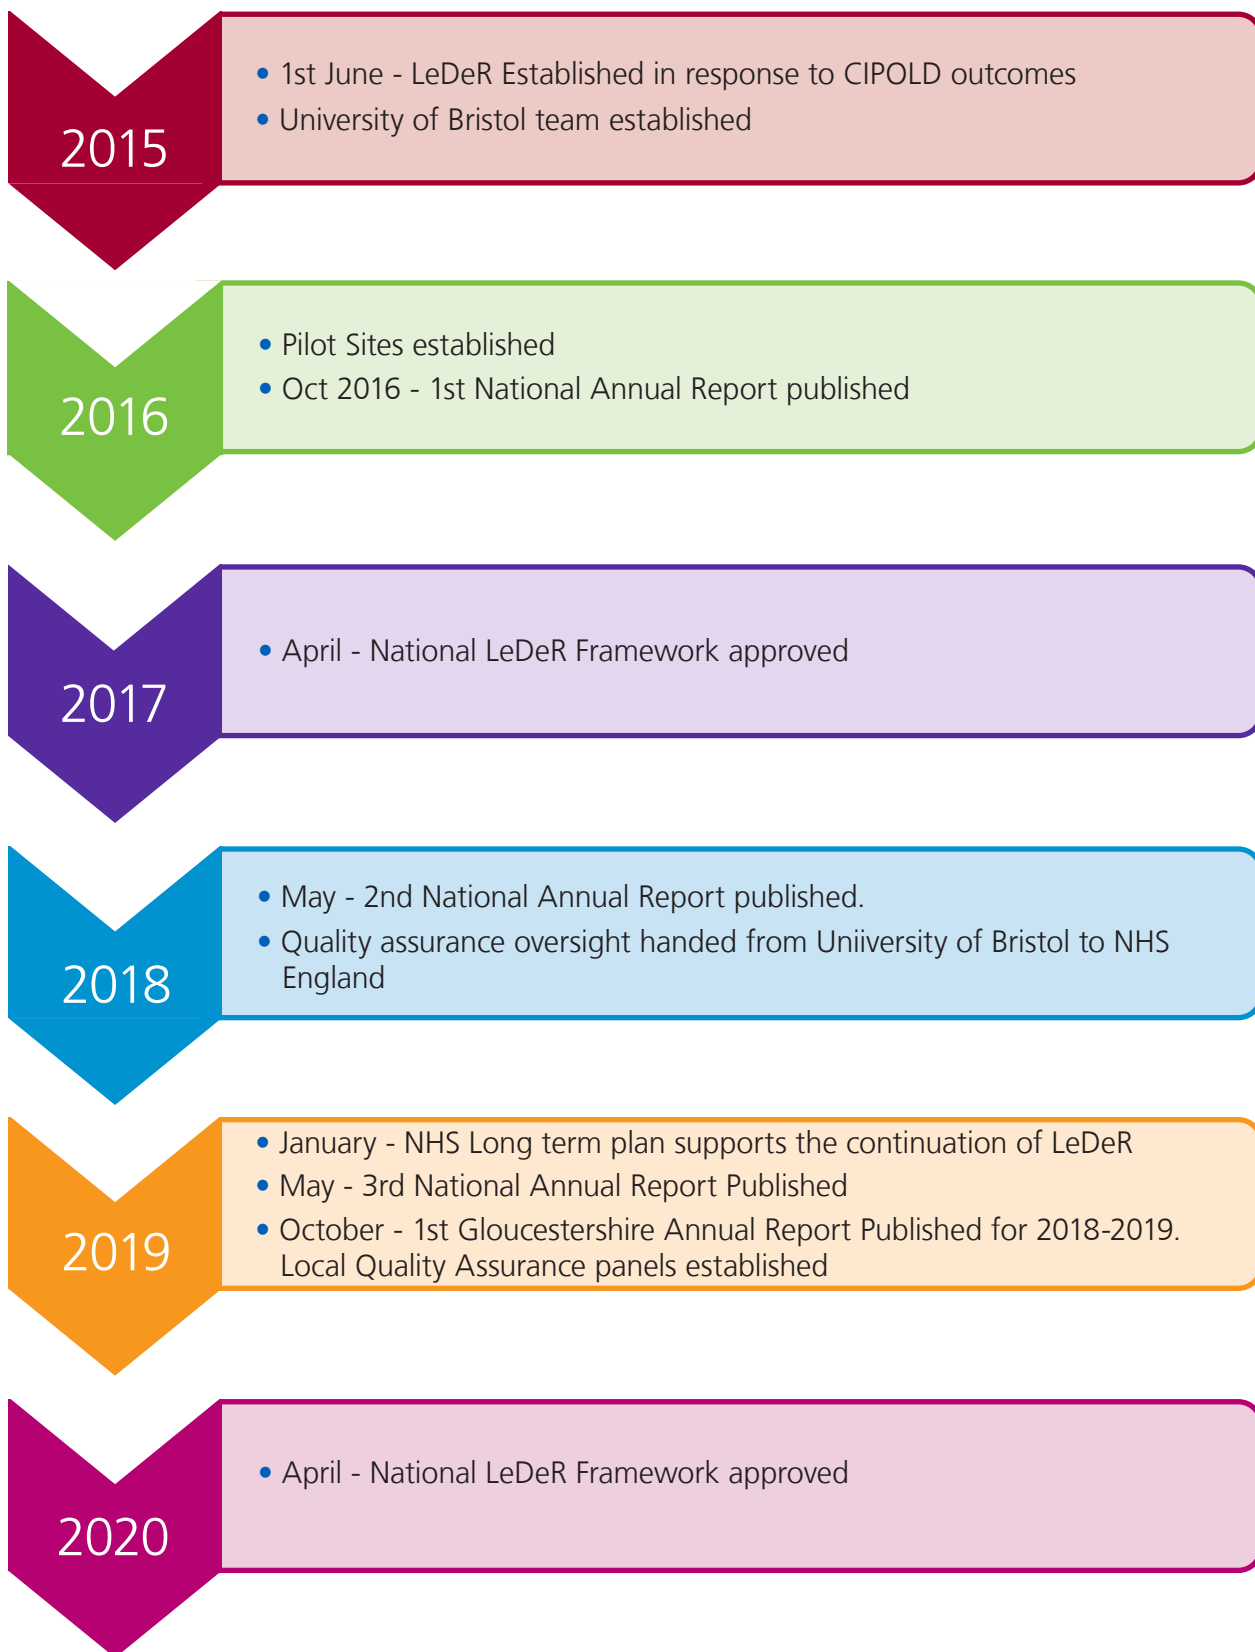 2015
• 1st June - LeDeR Established in response to CIPOLD outcomes
• University of Bristol team established
2016
• Pilot Sites established
• Oct 2016 - 1st National Annual Report published
2017
• April - National LeDeR Framework approved
2018
• May - 2nd National Annual Report published.
• Quality assurance oversight handed from Uniiversity of Bristol to NHS
England
2019
• January - NHS Long term plan supports the continuation of LeDeR
• May - 3rd National Annual Report Published
• October - 1st Gloucestershire Annual Report Published for 2018-2019.
Local Quality Assurance panels established
2020
• April - National LeDeR Framework approved